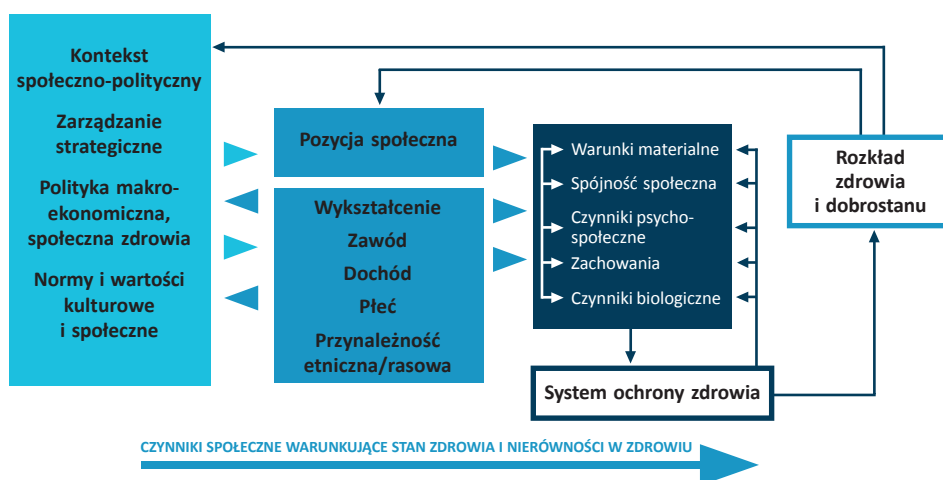 Kontekst
społeczno-polityczny
Zarządzanie
strategiczne
Polityka makro-
ekonomiczna,
społeczna zdrowia
Normy i wartości
kulturowe
i społeczne
Pozycja społeczna
Wykształcenie
Zawód
Dochód
Płeć
Przynależność
etniczna/rasowa
Warunki materialne
Spójność społeczna
Czynniki psycho-
społeczne
Zachowania
Czynniki biologiczne
System ochrony zdrowia
Rozkład
zdrowia
i dobrostanu
CZYNNIKI SPOŁECZNE WARUNKUJĄCE STAN ZDROWIA I NIERÓWNOŚCI W ZDROWIU